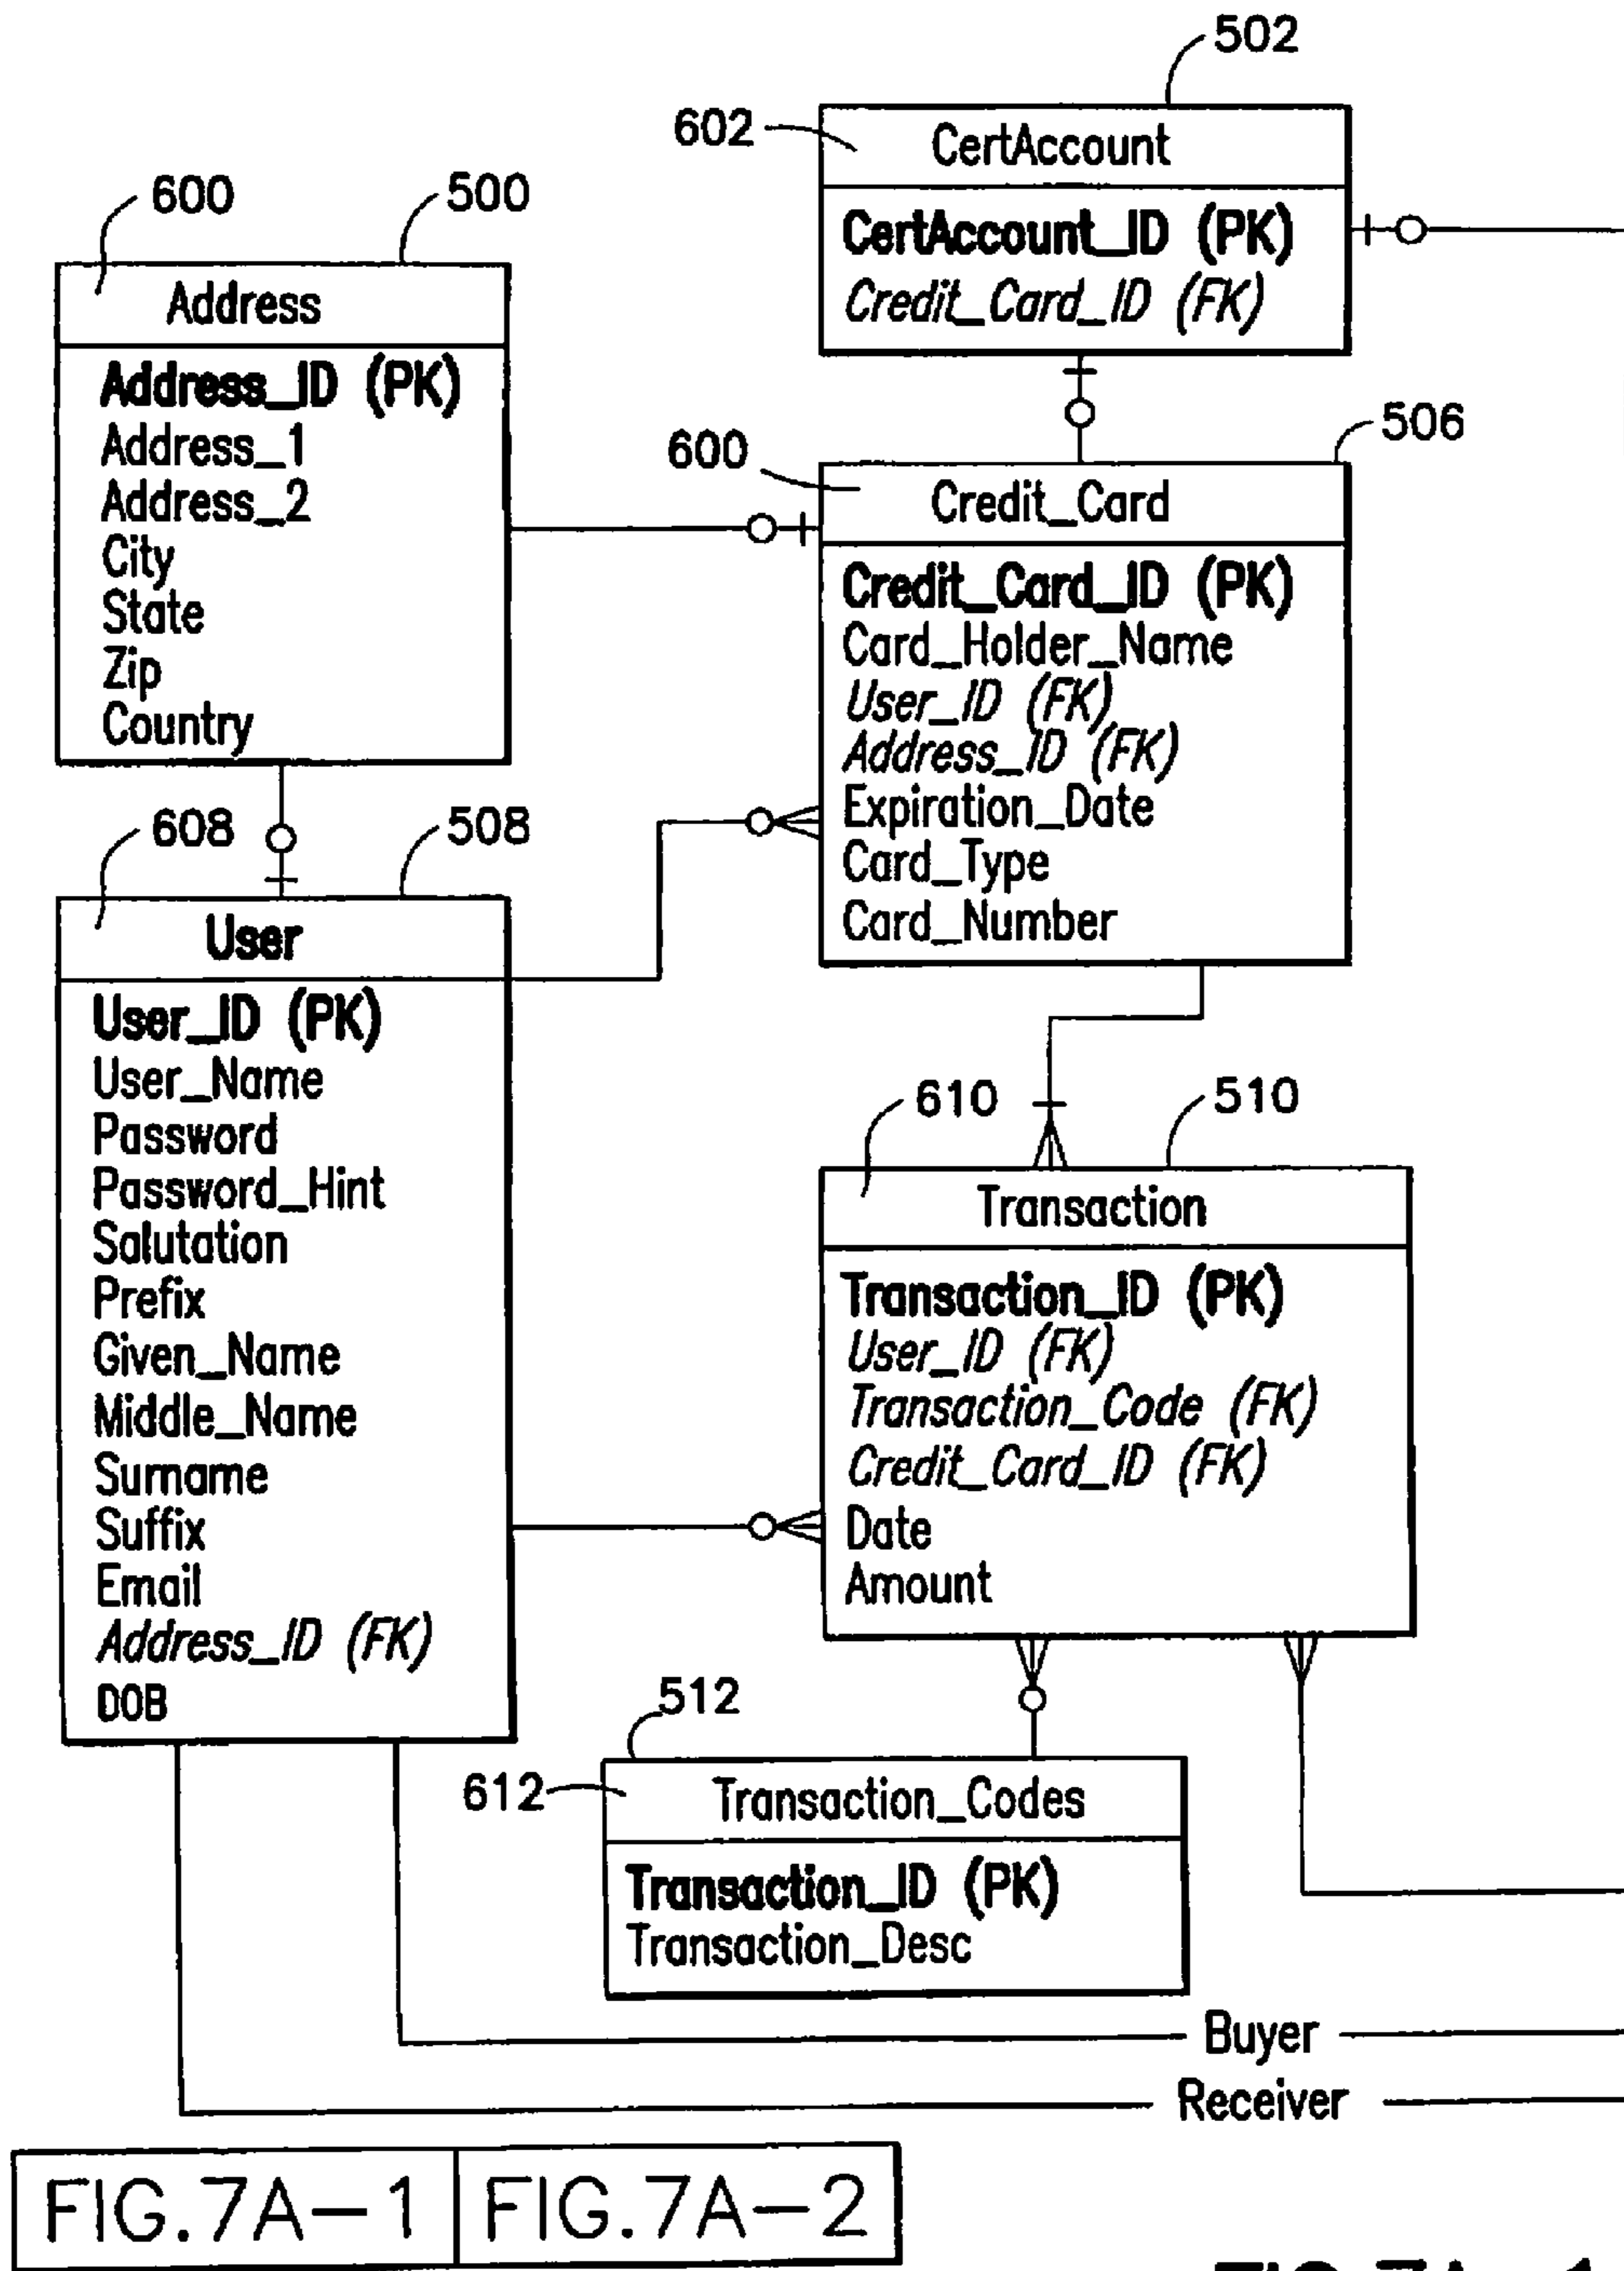 502
602
CertAccount
CertAccount_ID (PK)
Credit_Card_ID (FK)
600
500
Address
Address_ID (PK)
Address_1
Address_2
City
State
Zip
Country
600
506
Credit_Card
Credit_Card_ID (PK)
Card_Holder_Name
User_ID (FK)
Address_ID (FK)
Expiration_Date
Card_Type
Card_Number
608
508
User
User_ID (PK)
User_Name
Password
Password_Hint
Salutation
Prefix
Given_Name
Middle_Name
Surname
Suffix
Email
Address_ID (FK)
DOB
610
510
Transaction
Transaction_ID (PK)
User_ID (FK)
Transaction_Code (FK)
Credit_Card_ID (FK)
Date
Amount
512
612
Transaction_Codes
Transaction_ID (PK)
Transaction_Desc
Buyer
Receiver
FIG.7A-1 FIG.7A-2